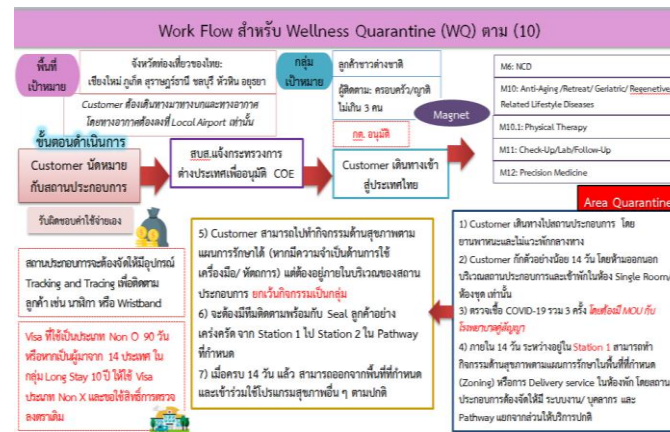 Work Flow สำหรับ Wellness Quarantine (WQ) ตาม (10)
พื้นที่
เป้าหมาย
จังหวัดท่องเที่ยวของไทย:
เชียงใหม่ ภูเก็ต สุราษฎร์ธานี ชลบุรี หัวหิน อยุธยา
Customer ต้องเดินทางมาทางบกและทางอากาศ
โดยทางอากาศต้องลงที่ Local Airport เท่านั้น
กลุ่ม
เป้าหมาย
ลูกค้าชาวต่างชาติ
ผู้ติดตาม: ครอบครัว/ญาติ
ไม่เกิน 3 คน
กต. อนุมัติ
Magnet
M6: NCD
M10: Anti-Aging /Retreat/ Geriatric/ Regenetive
Related Lifestyle Diseases
M10.1: Physical Therapy
M11: Check-Up/Lab/Follow-Up
M12: Precision Medicine
ขั้นตอนดำเนินการ
Customer นัดหมาย
กับสถานประกอบการ
สบส.แจ้งกระทรวงการ
ต่างประเทศเพื่ออนุมัติ COE
Customer เดินทางเข้า
สู่ประเทศไทย
Area Quarantine
รับผิดชอบค่าใช้จ่ายเอง
สถานประกอบการจะต้องจัดให้มีอุปกรณ์
Tracking and Tracing เพื่อติดตาม
ลูกค้า เช่น นาฬิกา หรือ Wristband
Visa ที่ใช้เป็นประเภท Non O 90 วัน
หรือหากเป็นผู้มาจาก 14 ประเทศ ใน
กลุ่ม Long Stay 10 ปี ให้ใช้ Visa
ประเภท Non X และขอใช้สิทธิ์การตรวจ
ลงตราเดิม
5) Customer สามารถไปทำกิจกรรมด้านสุขภาพตาม
แผนการรักษาได้ (หากมีความจำเป็นด้านการใช้
เครื่องมือ/ หัตถการ) แต่ต้องอยู่ภายในบริเวณของสถาน
ประกอบการ ยกเว้นกิจกรรมเป็นกลุ่ม
6) จะต้องมีทีมติดตามพร้อมกับ Seal ลูกค้าอย่าง
เคร่งครัด จาก Station 1 ไป Station 2 ใน Pathway
ที่กำหนด
7) เมื่อครบ 14 วัน แล้ว สามารถออกจากพื้นที่ที่กำหนด
และเข้าร่วมใช้โปรแกรมสุขภาพอื่น ๆ ตามปกติ
1) Customer เดินทางไปสถานประกอบการ โดย
ยานพาหนะและไม่แวะพักกลางทาง
2) Customer กักตัวอย่างน้อย 14 วัน โดยห้ามออกนอก
บริเวณสถานประกอบการและเข้าพักในห้อง Single Room/
ห้องชุด เท่านั้น
3) ตรวจเชื้อ COVID-19 รวม 3 ครั้ง โดยต้องมี MOU กับ
โรงพยาบาลคู่สัญญา
4) ภายใน 14 วัน ระหว่างอยู่ใน Station 1 สามารถทำ
กิจกรรมด้านสุขภาพตามแผนการรักษาในพื้นที่ที่กำหนด
(Zoning) หรือการ Delivery service ในห้องพัก โดยสถาน
ประกอบการต้องจัดให้มี ระบบงาน/ บุคลากร และ
Pathway แยกจากส่วนให้บริการปกติ